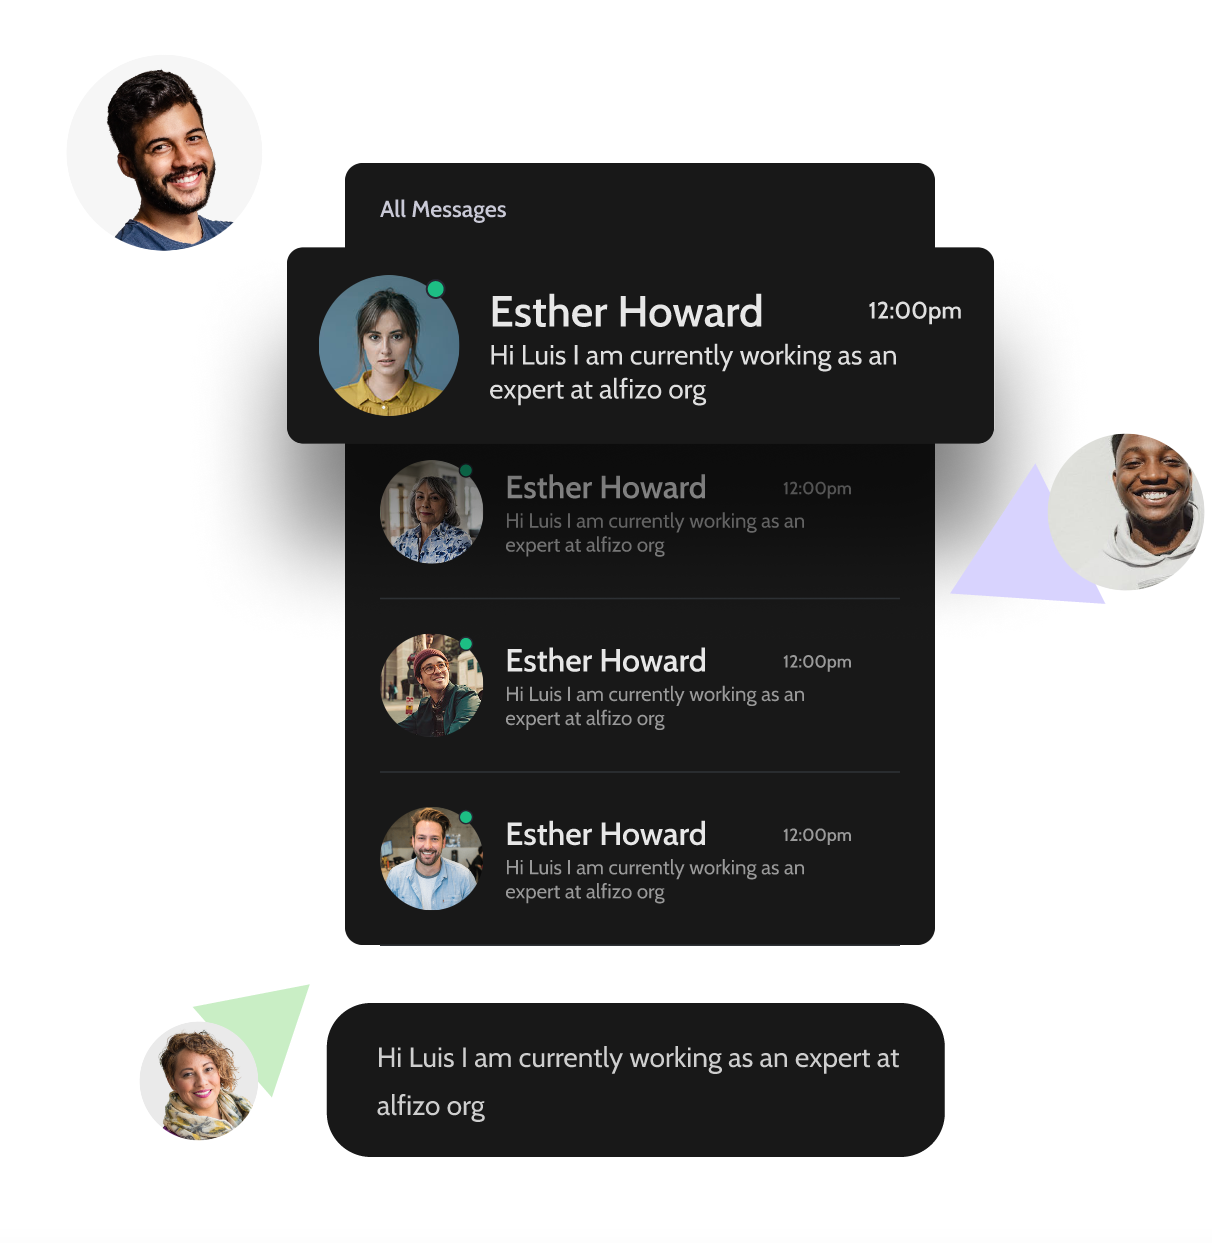 All Messages
Esther Howard
12:00pm
Hi Luis I am currently working as an
expert at alfizo org
Esther Howard
12:00pm
Hi Luis I am currently working as an
expert at alfizo org
Esther Howard
12:00pm
Hi Luis I am currently working as an
expert at alfizo org
Esther Howard
12:00pm
Hi Luis I am currently working as an
expert at alfizo org
Hi Luis I am currently working as an expert at
alfizo org